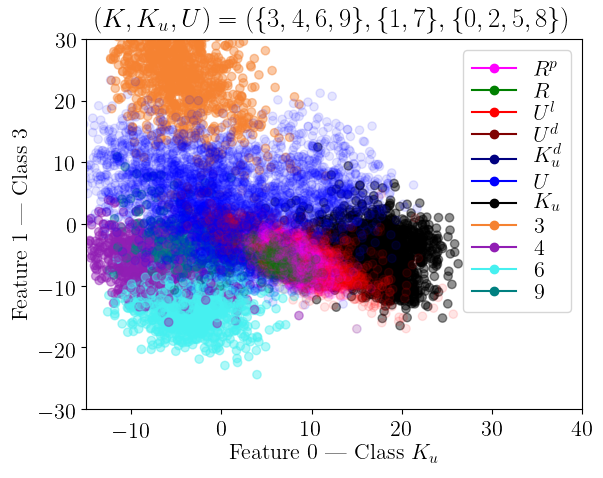 (K, K_u, U) = ({3, 4, 6, 9}, {1, 7}, {0, 2, 5, 8})
30
20
10
0
−10
−20
−30
Feature 1 — Class 3
R^p
R
U^l
U^d
K_u^d
U
K_u
3
4
6
9
−10
0
10
20
30
40
Feature 0 — Class K_u